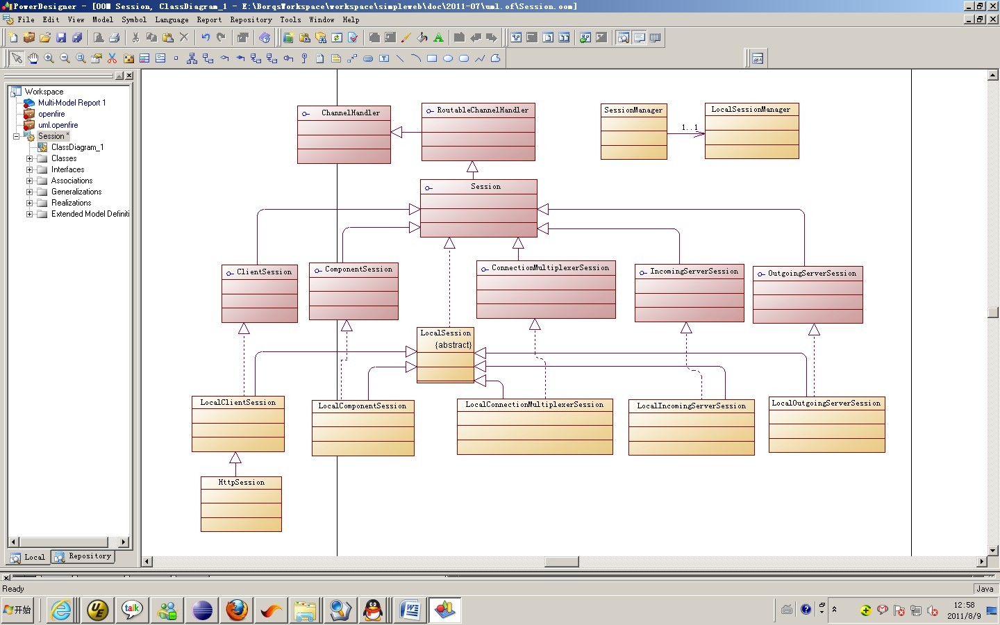 PowerDesigner - [OOM Session, ClassDiagram_1 - E:\BorqsWorkspace\workspace\simpleweb\doc\2011-07\uml.of\Session.oom]
File Edit View Model Symbol Language Report Repository Tools Window Help
Workspace
Multi-Model Report 1
openfire
uml.openfire
Session *
ClassDiagram_1
Classes
Interfaces
Associations
Generalizations
Realizations
Extended Model Definiti
Local Repository
ChannelHandler
RoutableChannelHandler
SessionManager
1..1
LocalSessionManager
Session
ClientSession
ComponentSession
ConnectionMultiplexerSession
IncomingServerSession
OutgoingServerSession
LocalSession
{abstract}
LocalClientSession
LocalComponentSession
LocalConnectionMultiplexerSession
LocalIncomingServerSession
LocalOutgoingServerSession
HttpSession
Ready
Java
开始
UE
talk
12:58
2011/8/9